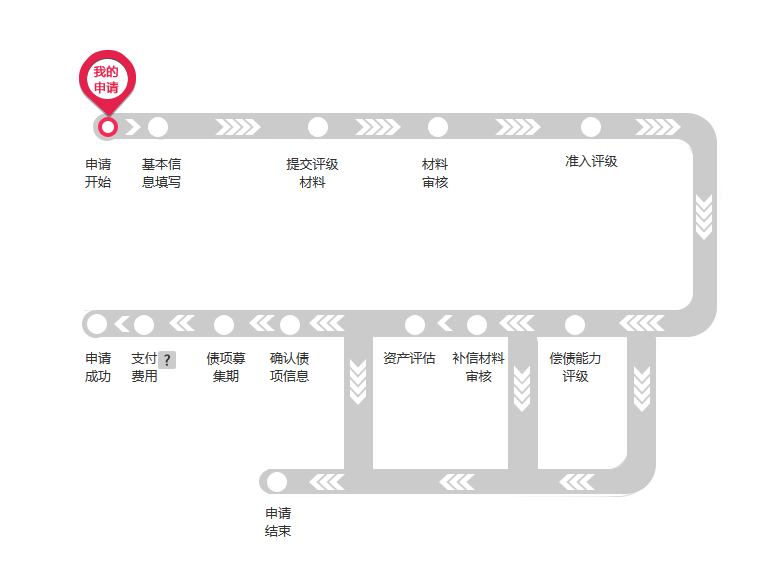 我的
申请
申请
开始
基本信
息填写
提交评级
材料
材料
审核
准入评级
申请
成功
支付 ?
费用
债项募
集期
确认债
项信息
资产评估
补信材料
审核
偿债能力
评级
申请
结束